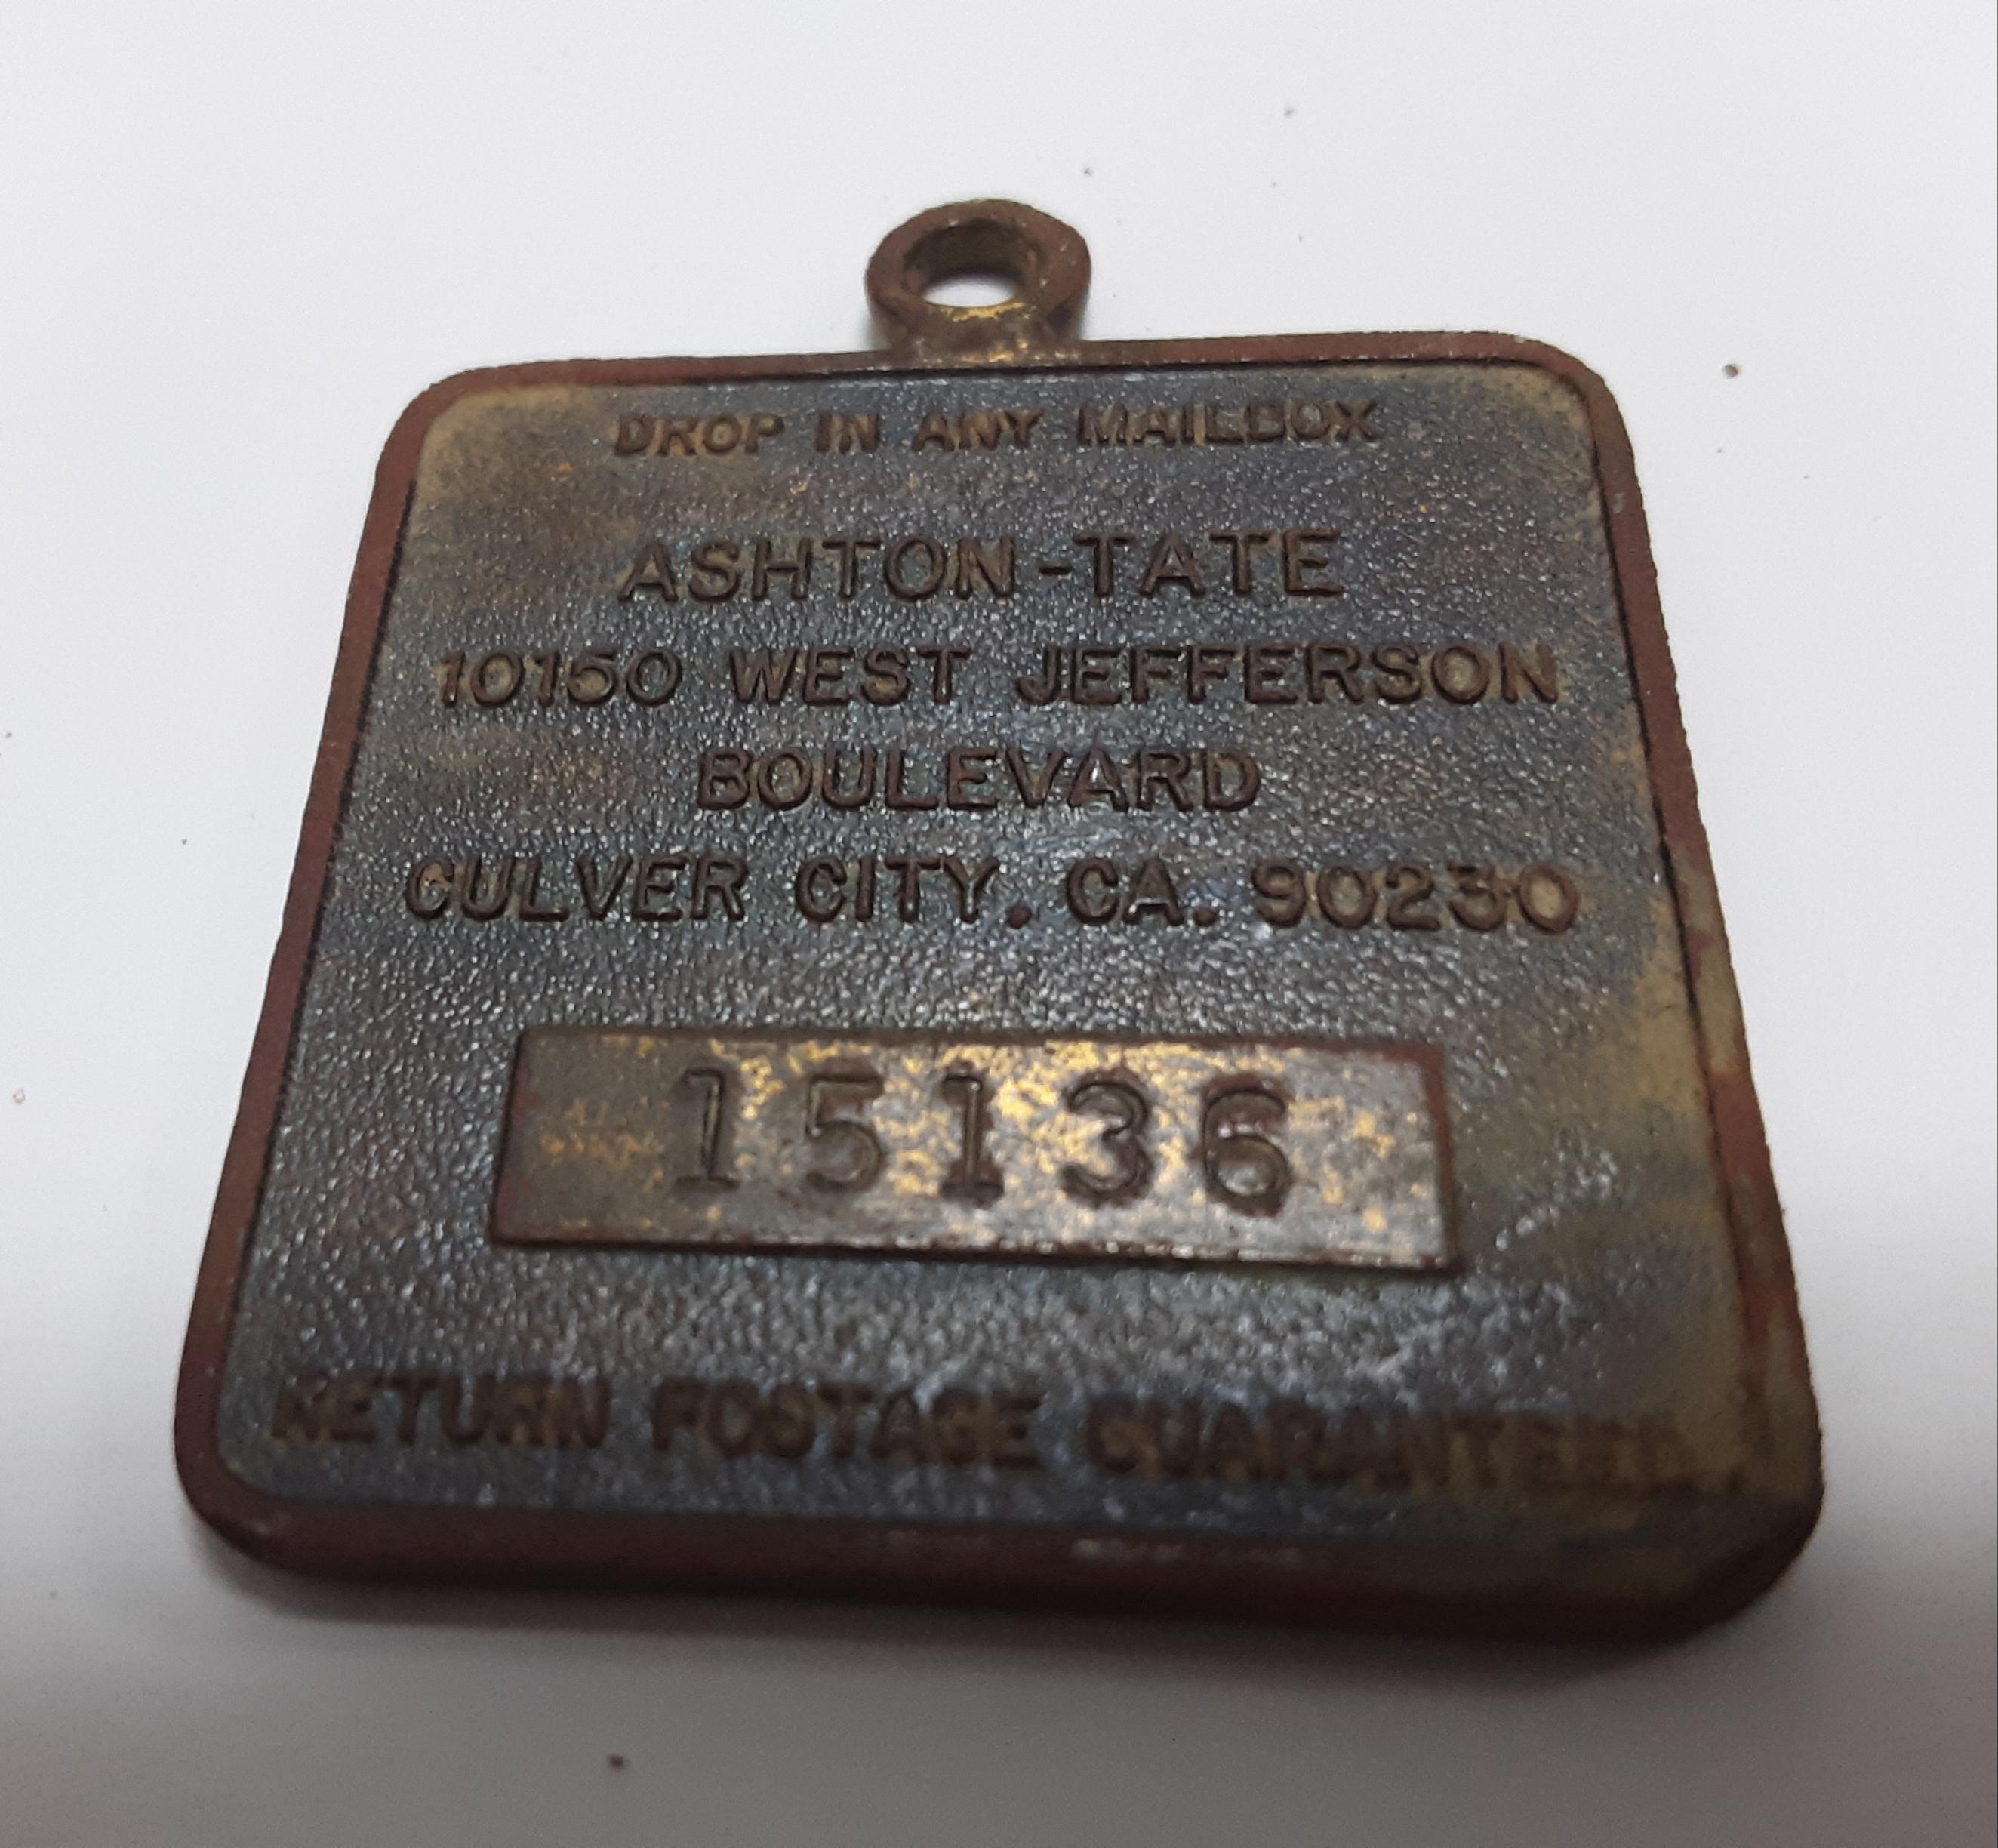 DROP IN ANY MAILBOX
ASHTON-TATE
10150 WEST JEFFERSON
BOULEVARD
CULVER CITY, CA. 90230
15136
RETURN POSTAGE GUARANTEED